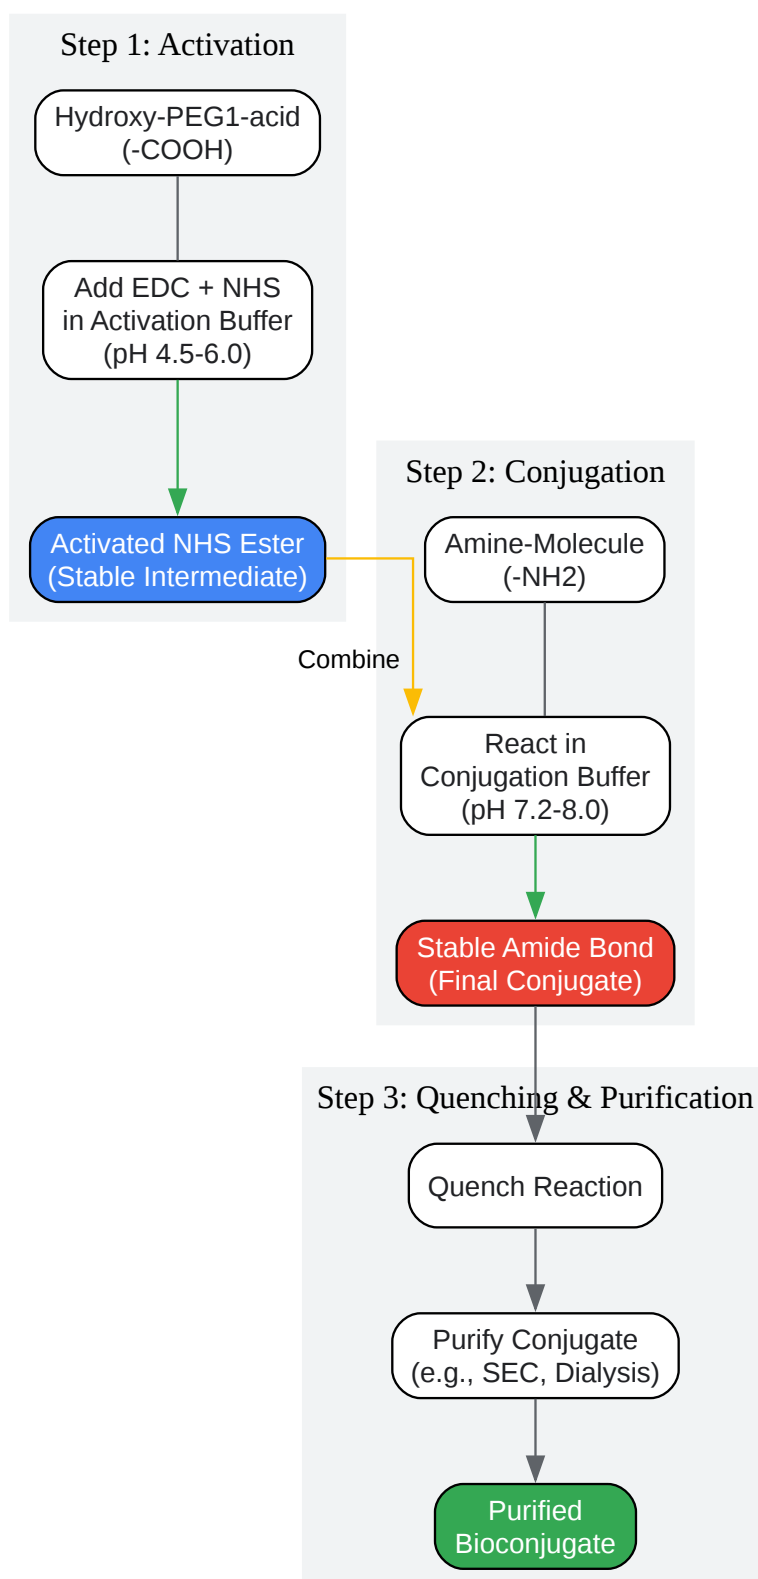 Step 1: Activation
Hydroxy-PEG1-acid
(-COOH)
Add EDC + NHS
in Activation Buffer
(pH 4.5-6.0)
Activated NHS Ester
(Stable Intermediate)
Combine
Step 2: Conjugation
Amine-Molecule
(-NH2)
React in
Conjugation Buffer
(pH 7.2-8.0)
Stable Amide Bond
(Final Conjugate)
Step 3: Quenching & Purification
Quench Reaction
Purify Conjugate
(e.g., SEC, Dialysis)
Purified
Bioconjugate